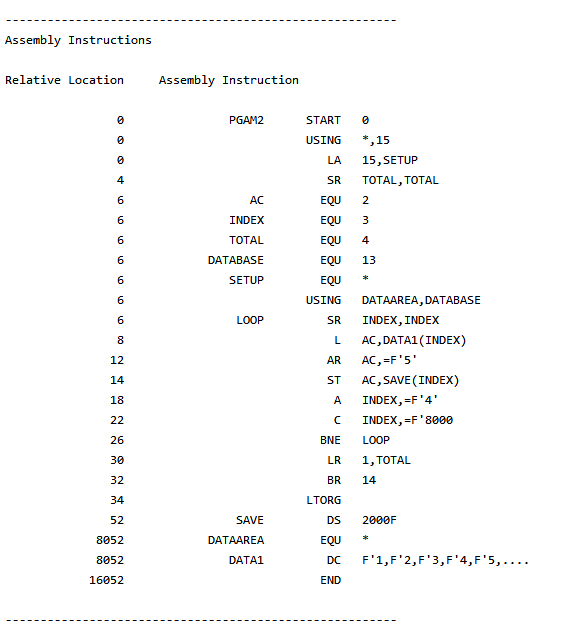 -------------------------------------------------------
Assembly Instructions
Relative Location     Assembly Instruction
0               PGAM2      START   0
0                          USING   *,15
0                             LA   15,SETUP
4                             SR   TOTAL,TOTAL
6                  AC        EQU   2
6               INDEX        EQU   3
6               TOTAL        EQU   4
6            DATABASE        EQU   13
6               SETUP        EQU   *
6                          USING   DATAAREA,DATABASE
6                LOOP         SR   INDEX,INDEX
8                              L   AC,DATA1(INDEX)
12                            AR   AC,=F'5'
14                            ST   AC,SAVE(INDEX)
18                             A   INDEX,=F'4'
22                             C   INDEX,=F'8000
26                           BNE   LOOP
30                            LR   1,TOTAL
32                            BR   14
34                         LTORG
52               SAVE         DS   2000F
8052         DATAAREA        EQU   *
8052            DATA1         DC   F'1,F'2,F'3,F'4,F'5,....
16052                        END
-------------------------------------------------------